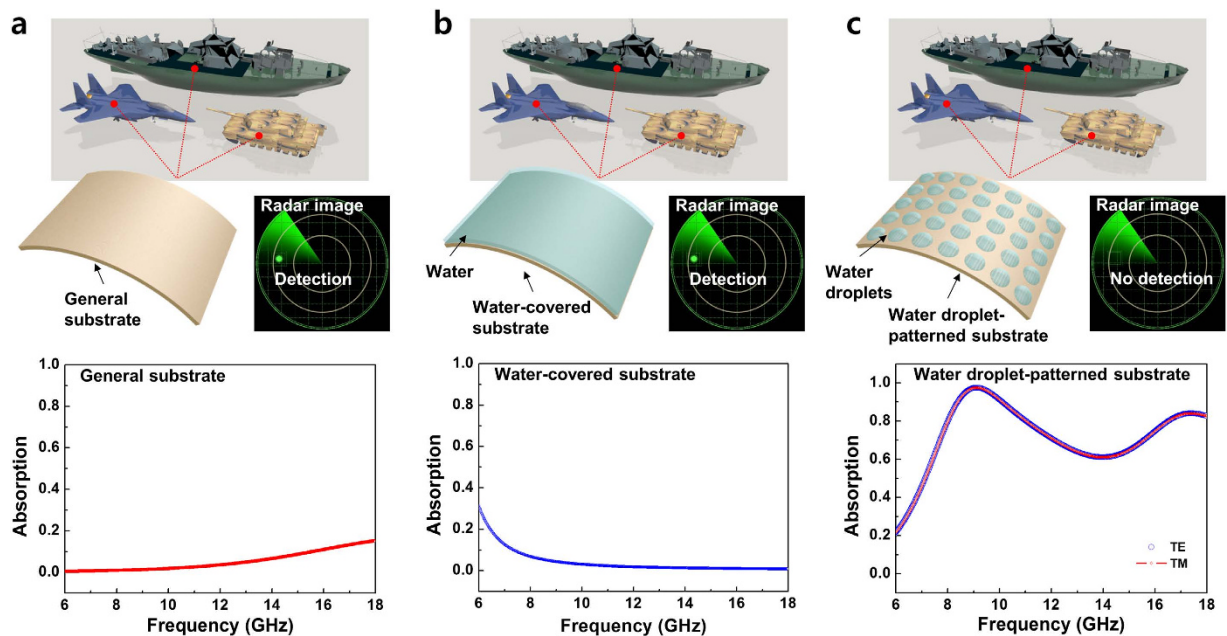 a
Radar image
Detection
General
substrate
General substrate
1.0
0.8
0.6
0.4
0.2
0.0
Absorption
6 8 10 12 14 16 18
Frequency (GHz)
b
Radar image
Detection
Water
Water-covered
substrate
Water-covered substrate
1.0
0.8
0.6
0.4
0.2
0.0
Absorption
6 8 10 12 14 16 18
Frequency (GHz)
c
Radar image
No detection
Water
droplets
Water droplet-
patterned substrate
Water droplet-patterned substrate
1.0
0.8
0.6
0.4
0.2
0.0
Absorption
TE
TM
6 8 10 12 14 16 18
Frequency (GHz)